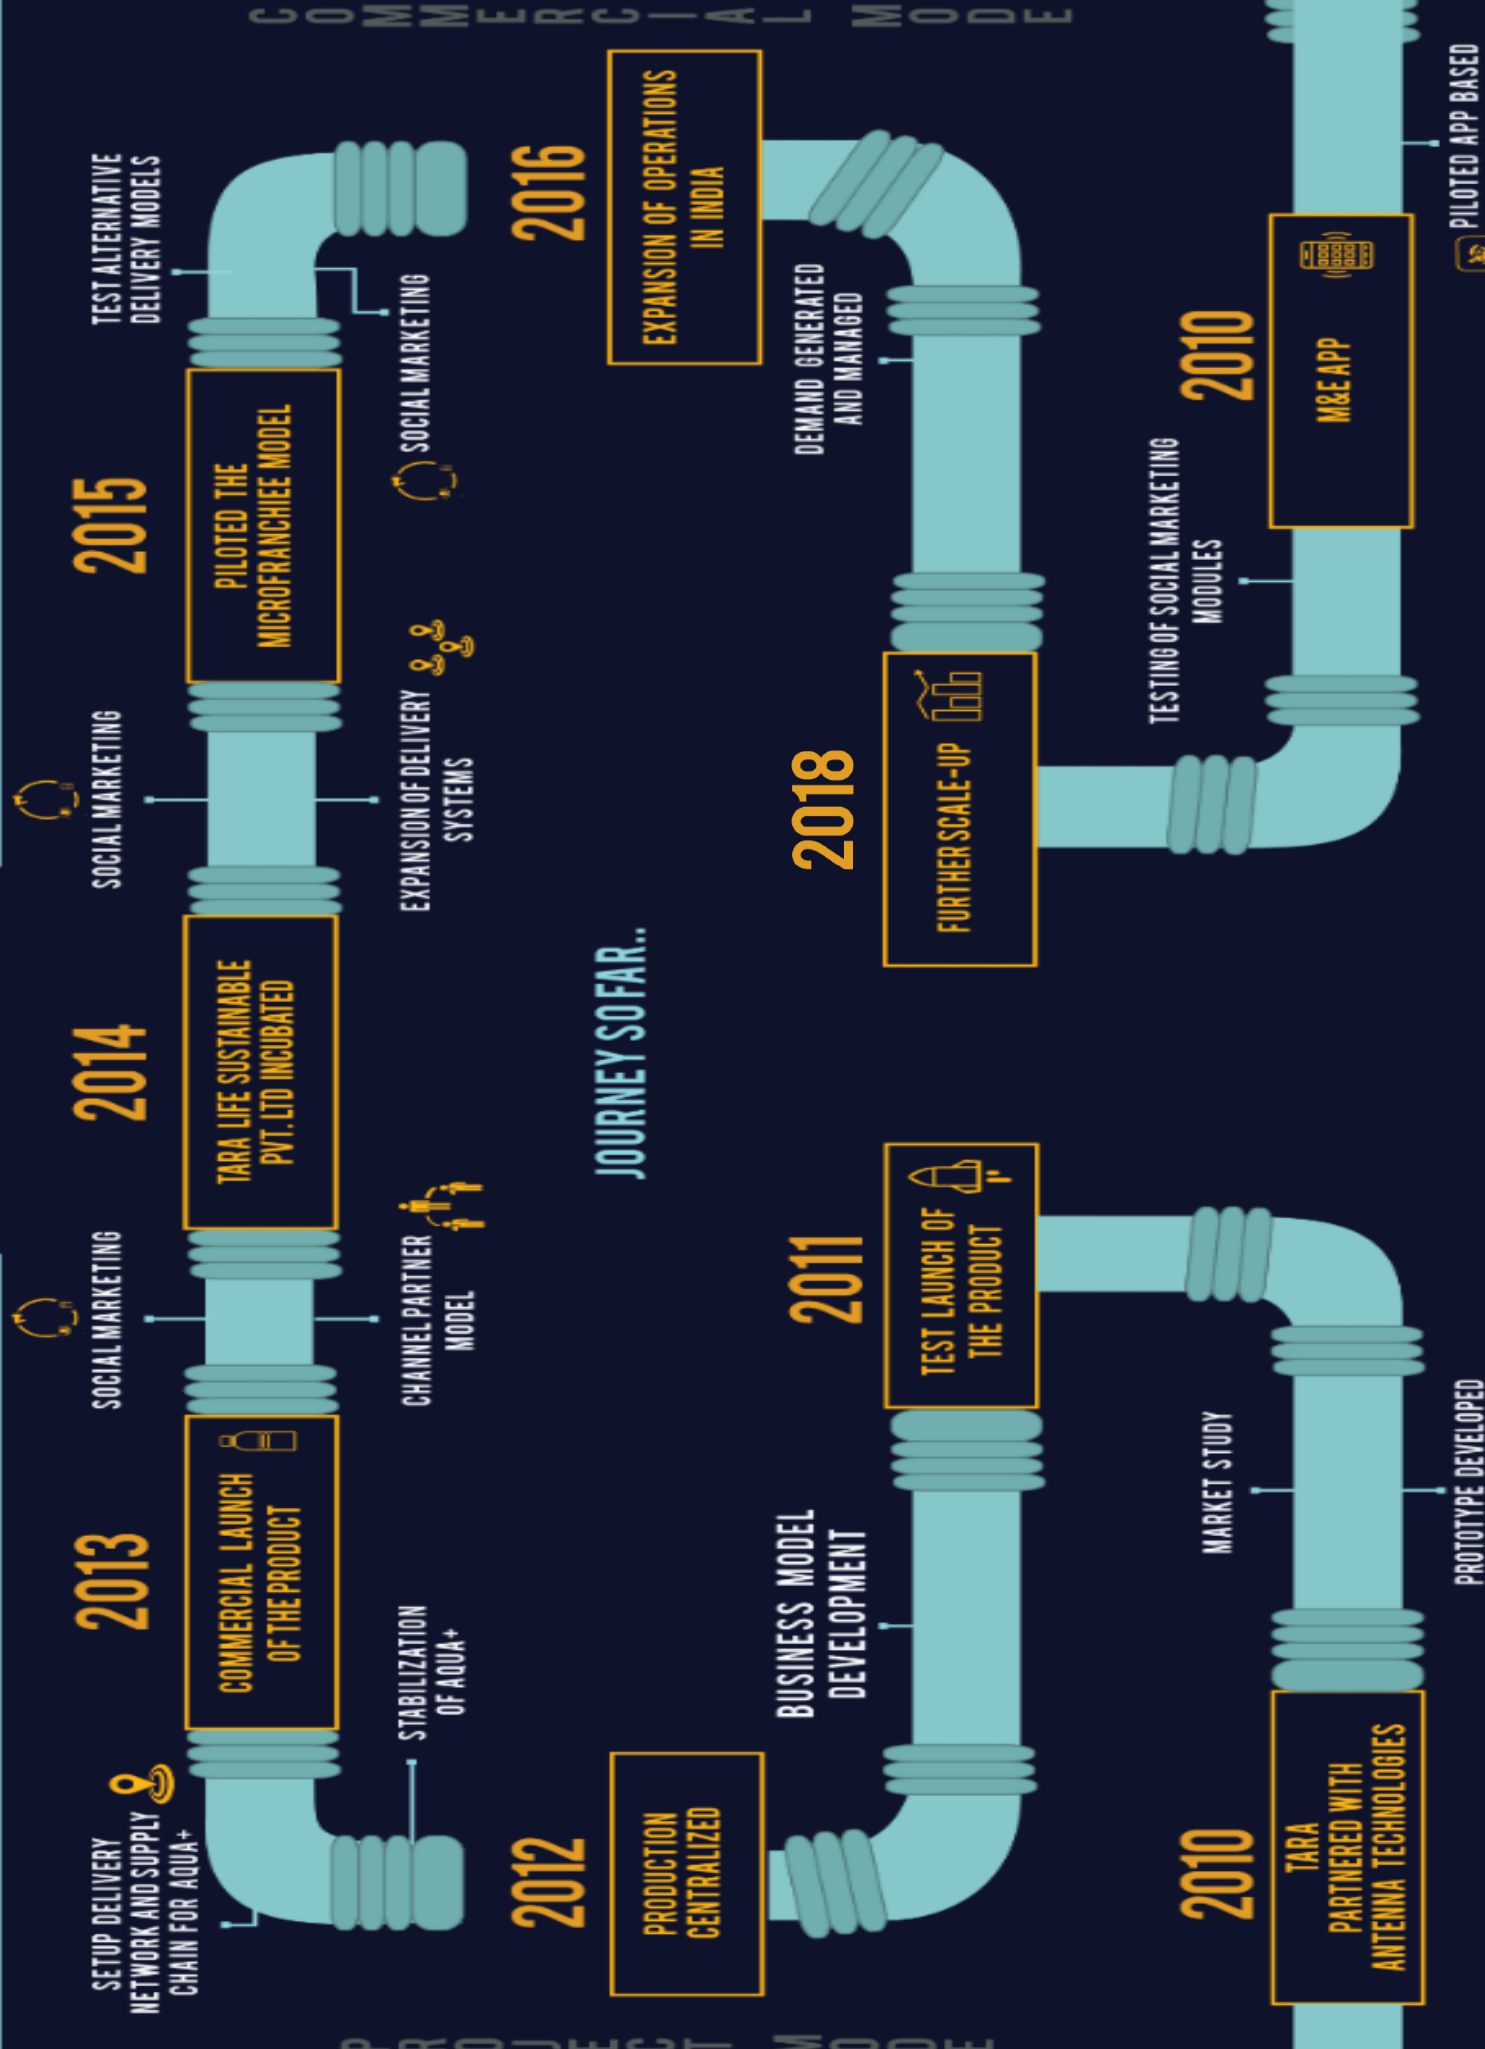 COMMERCIAL MODE
PROJECT MODE
SETUP DELIVERY
NETWORK AND SUPPLY
CHAIN FOR AQUA+
2013
COMMERCIAL LAUNCH
OF THE PRODUCT
STABILIZATION
OF AQUA+
SOCIAL MARKETING
CHANNEL PARTNER
MODEL
2014
TARA LIFE SUSTAINABLE
PVT. LTD INCUBATED
SOCIAL MARKETING
EXPANSION OF DELIVERY
SYSTEMS
2015
PILOTED THE
MICROFRANCHIEE MODEL
TEST ALTERNATIVE
DELIVERY MODELS
SOCIAL MARKETING
2012
PRODUCTION
CENTRALIZED
JOURNEY SO FAR..
2016
EXPANSION OF OPERATIONS
IN INDIA
BUSINESS MODEL
DEVELOPMENT
2011
TEST LAUNCH OF
THE PRODUCT
2018
FURTHER SCALE-UP
DEMAND GENERATED
AND MANAGED
2010
TARA
PARTNERED WITH
ANTENNA TECHNOLOGIES
MARKET STUDY
PROTOTYPE DEVELOPED
TESTING OF SOCIAL MARKETING
MODULES
2010
M&E APP
PILOTED APP BASED